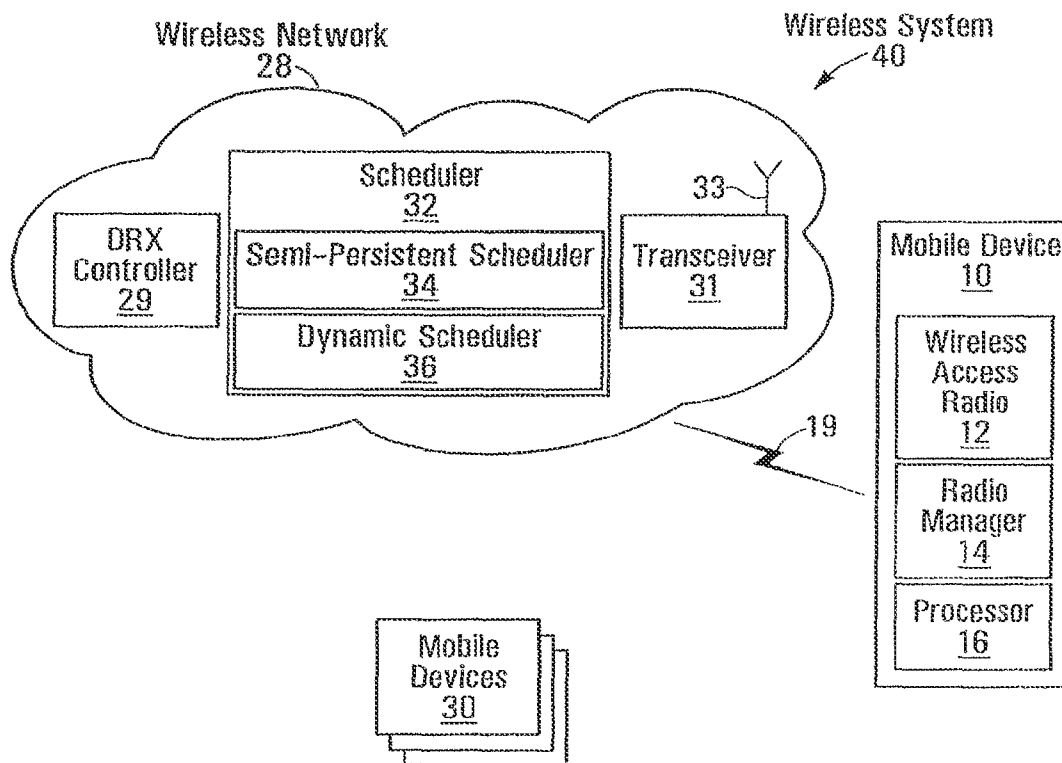 Wireless Network
28
Wireless System
40
Scheduler
32
33
DRX
Controller
29
Semi-Persistent Scheduler
34
Transceiver
31
Dynamic Scheduler
36
Mobile Device
10
Wireless
Access
Radio
12
19
Radio
Manager
14
Processor
16
Mobile
Devices
30